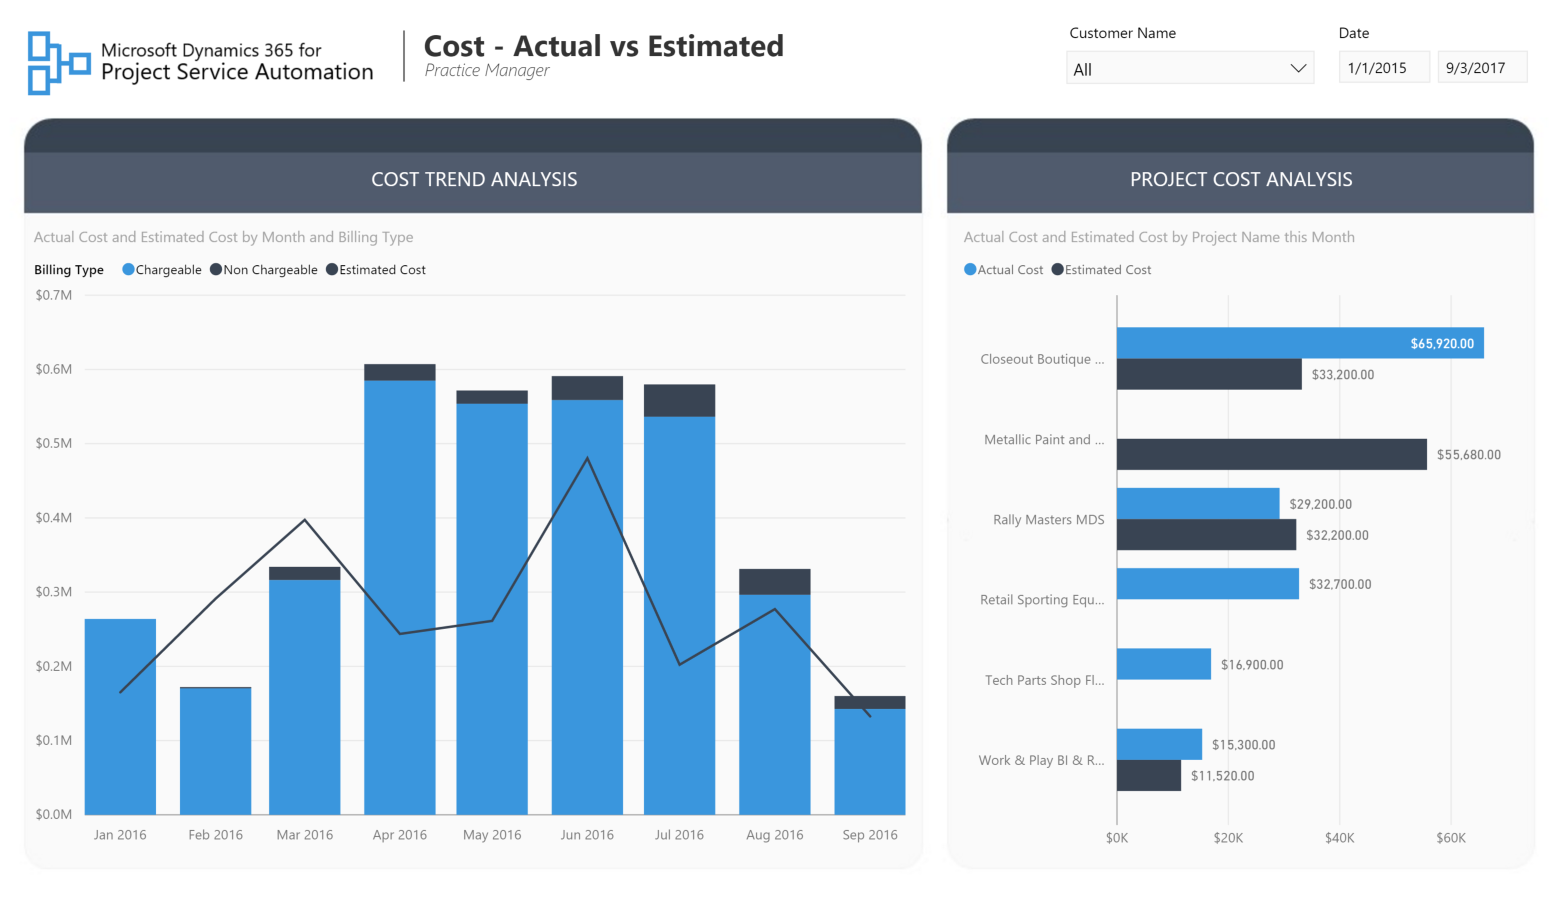 Microsoft Dynamics 365 for
Project Service Automation
Cost - Actual vs Estimated
Practice Manager
Customer Name
All
Date
1/1/2015
9/3/2017
COST TREND ANALYSIS
Actual Cost and Estimated Cost by Month and Billing Type
Billing Type Chargeable Non Chargeable Estimated Cost
$0.7M
$0.6M
$0.5M
$0.4M
$0.3M
$0.2M
$0.1M
$0.0M
Jan 2016 Feb 2016 Mar 2016 Apr 2016 May 2016 Jun 2016 Jul 2016 Aug 2016 Sep 2016
PROJECT COST ANALYSIS
Actual Cost and Estimated Cost by Project Name this Month
Actual Cost Estimated Cost
Closeout Boutique ...
$65,920.00
$33,200.00
Metallic Paint and ...
$55,680.00
Rally Masters MDS
$29,200.00
$32,200.00
Retail Sporting Equ...
$32,700.00
Tech Parts Shop Fl...
$16,900.00
Work & Play BI & R...
$15,300.00
$11,520.00
$0K $20K $40K $60K